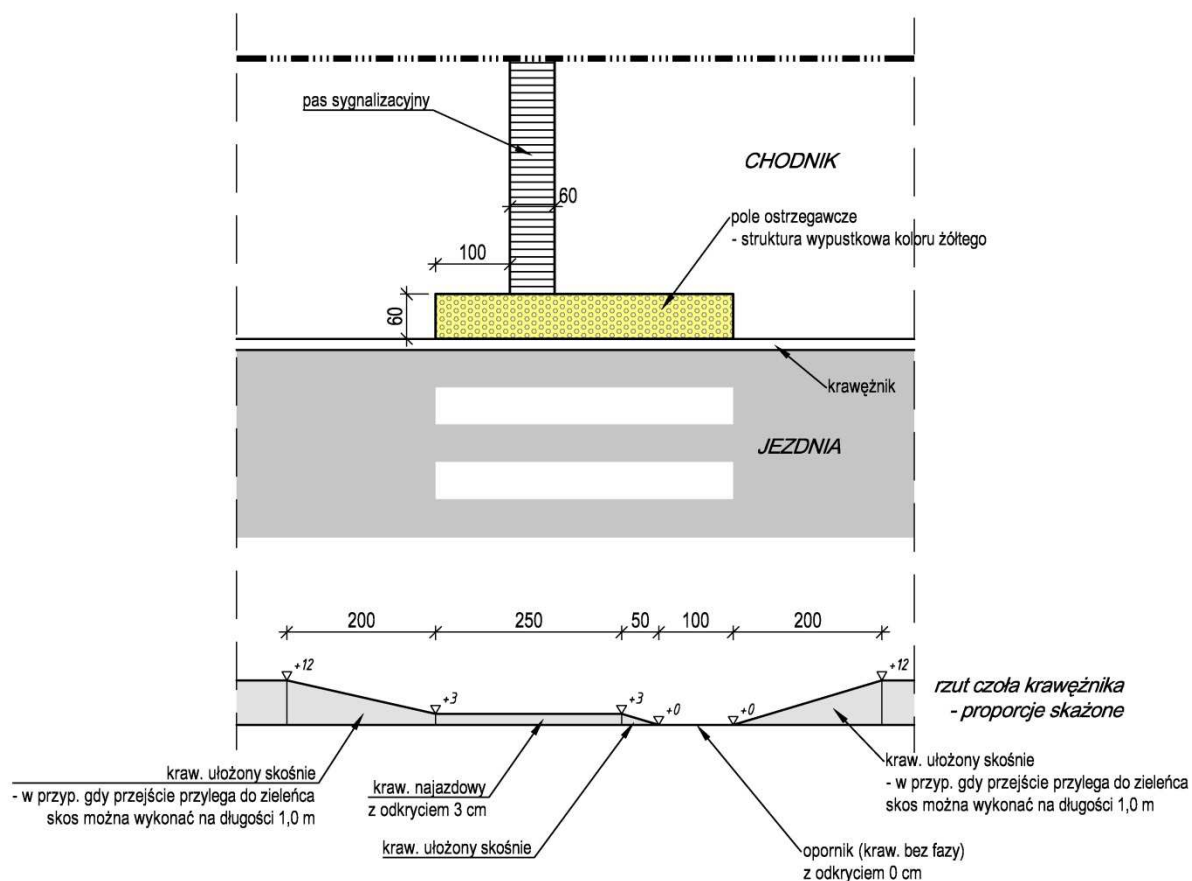 pas sygnalizacyjny
CHODNIK
60
pole ostrzegawcze
- struktura wypustkowa koloru żółtego
100
60
krawężnik
JEZDNIA
200
250
50
100
200
+12
+3
+3
+0
+0
+12
rzut czoła krawężnika
- proporcje skażone
kraw. ułożony skośnie
- w przyp. gdy przejście przylega do zieleńca
skos można wykonać na długości 1,0 m
kraw. najazdowy
z odkryciem 3 cm
kraw. ułożony skośnie
opornik (kraw. bez fazy)
z odkryciem 0 cm
kraw. ułożony skośnie
- w przyp. gdy przejście przylega do zieleńca
skos można wykonać na długości 1,0 m